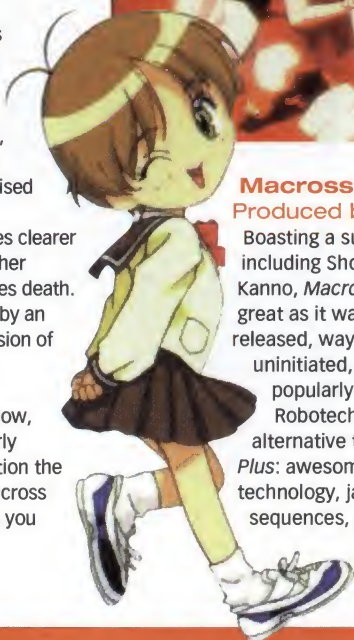 s
,
ised
es clearer
her
es death.
by an
sion of
ow,
rly
tion the
cross
you
Macross
Produced b
Boasting a su
including Sho
Kanno, Macro
great as it wa
released, way
uninitiated,
popularly
Robotech
alternative t
Plus: awesom
technology, ja
sequences,